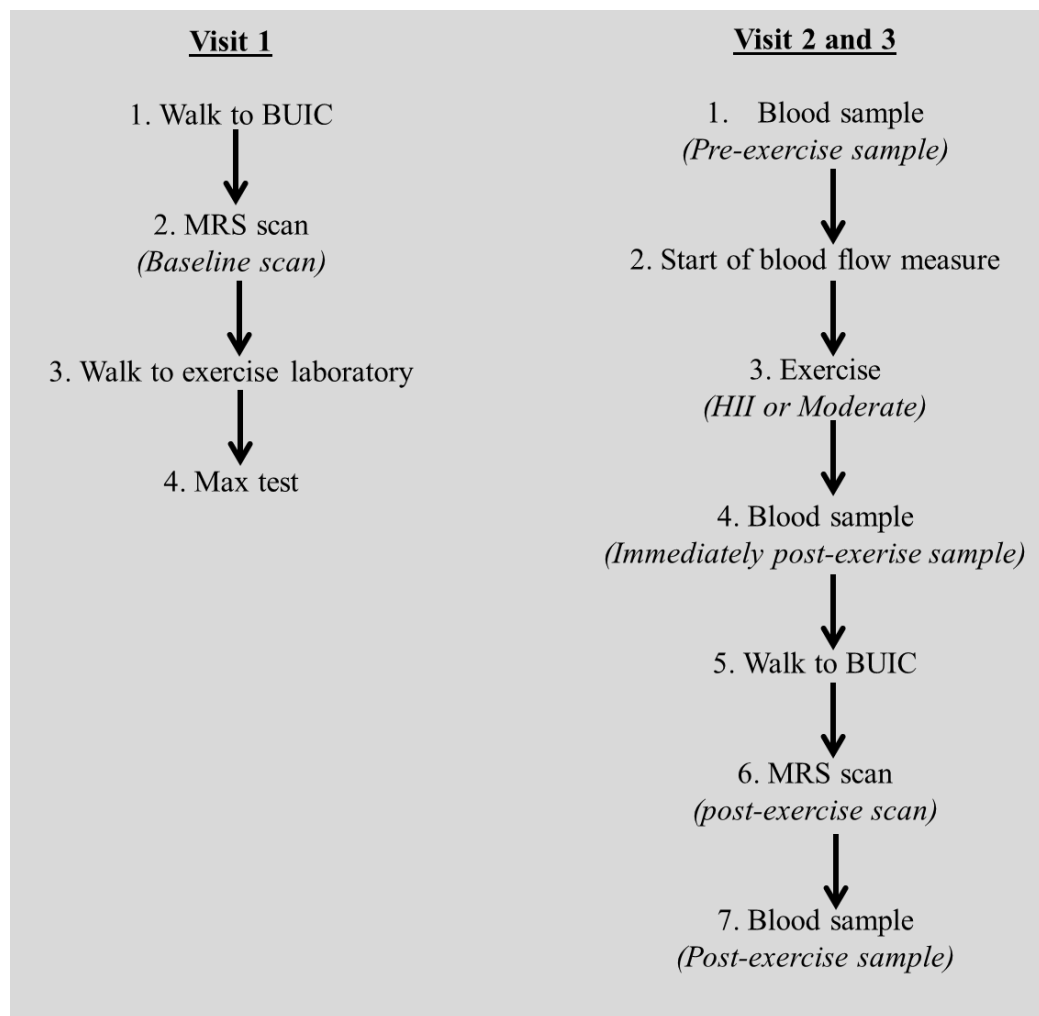 Visit 1
1. Walk to BUIC
2. MRS scan
(Baseline scan)
3. Walk to exercise laboratory
4. Max test
Visit 2 and 3
1. Blood sample
(Pre-exercise sample)
2. Start of blood flow measure
3. Exercise
(HII or Moderate)
4. Blood sample
(Immediately post-exerise sample)
5. Walk to BUIC
6. MRS scan
(post-exercise scan)
7. Blood sample
(Post-exercise sample)